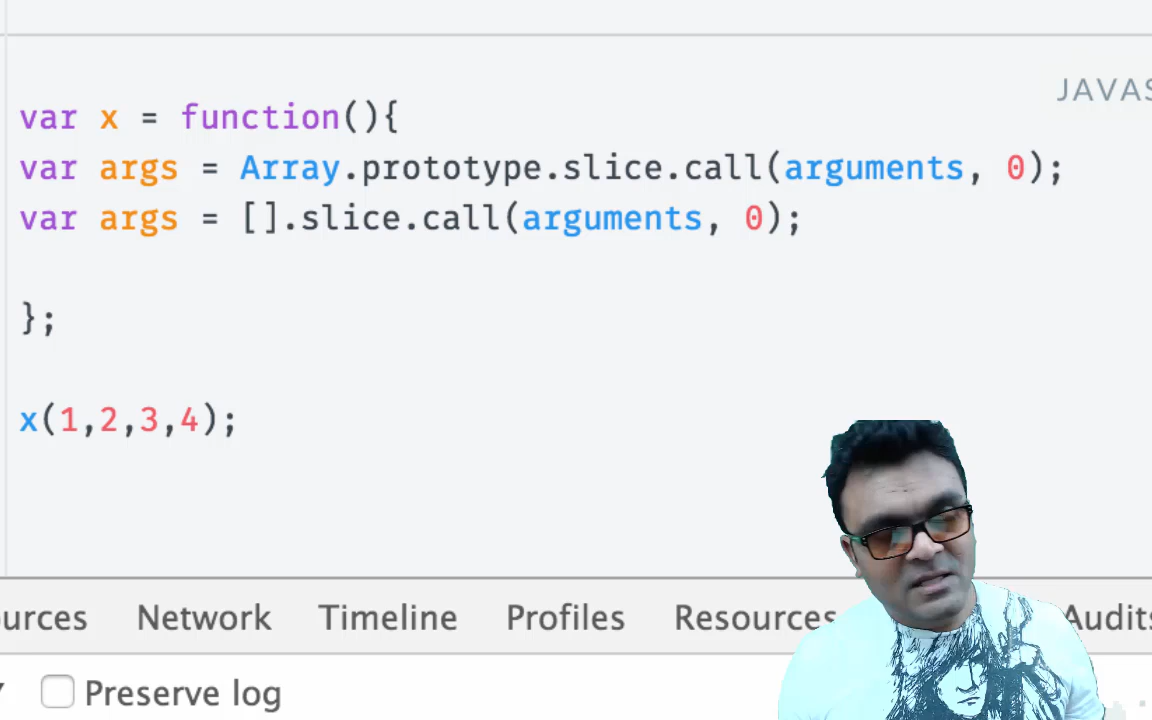 JAVAS
var x = function(){
var args = Array.prototype.slice.call(arguments, 0);
var args = [].slice.call(arguments, 0);
};
x(1,2,3,4);
ources Network Timeline Profiles Resources Audits
Preserve log